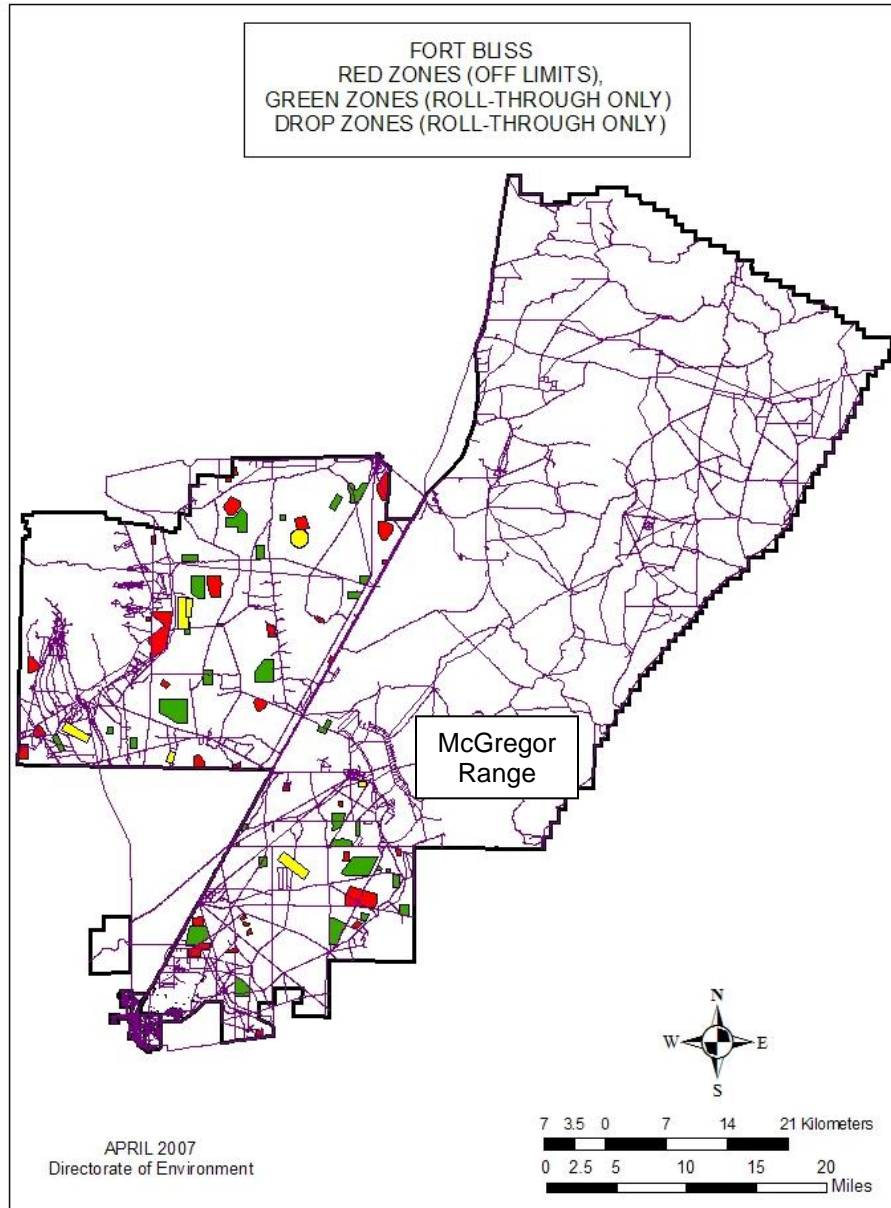 FORT BLISS
RED ZONES (OFF LIMITS),
GREEN ZONES (ROLL-THROUGH ONLY)
DROP ZONES (ROLL-THROUGH ONLY)
McGregor
Range
N
W E
S
7 3.5 0 7 14 21 Kilometers
0 2.5 5 10 15 20
Miles
APRIL 2007
Directorate of Environment